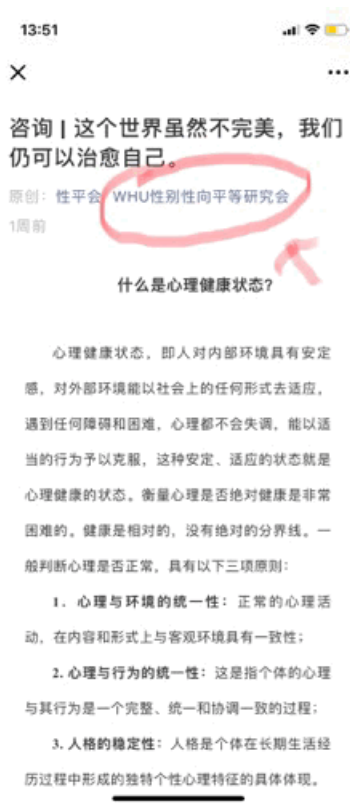 13:51
咨询 | 这个世界虽然不完美，我们
仍可以治愈自己。
原创： 性平会 WHU性别性向平等研究会
1周前
什么是心理健康状态?
心理健康状态，即人对内部环境具有安定
感，对外部环境能以社会上的任何形式去适应，
遇到任何障碍和困难，心理都不会失调，能以适
当的行为予以克服，这种安定、适应的状态就是
心理健康的状态。衡量心理是否绝对健康是非常
困难的。健康是相对的，没有绝对的分界线。一
般判断心理是否正常，具有以下三项原则：
1．心理与环境的统一性：正常的心理活
动，在内容和形式上与客观环境具有一致性；
2. 心理与行为的统一性：这是指个体的心理
与其行为是一个完整、统一和协调一致的过程；
3. 人格的稳定性：人格是个体在长期生活经
历过程中形成的独特个性心理特征的具体体现。